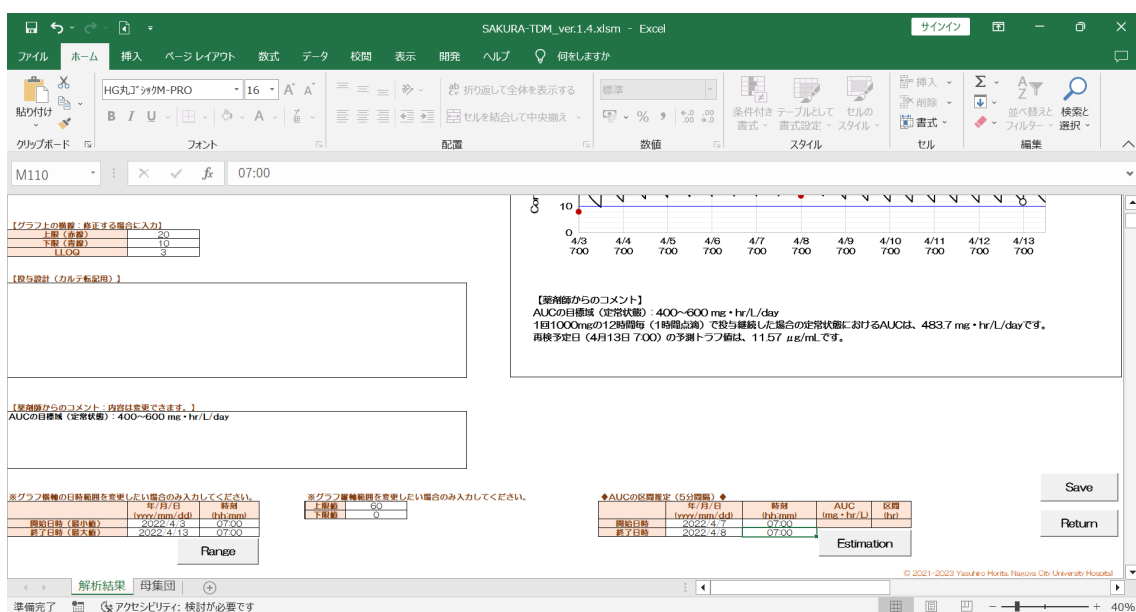 SAKURA-TDM_ver.1.4.xlsm - Excel
サインイン
ファイル ホーム 挿入 ページ レイアウト 数式 データ 校閲 表示 開発 ヘルプ 何をしますか
貼り付け
HG丸ゴシックM-PRO 16
折り返して全体を表示する
セルを結合して中央揃え
標準
条件付き書式 テーブルとして書式設定 セルのスタイル
挿入
削除
書式
並べ替えとフィルター 検索と選択
クリップボード フォント 配置 数値 スタイル セル 編集
M110 fx 07:00
【グラフ上の横線：修正する場合に入力】
上限（赤線） 20
下限（青線） 10
LLOQ 3
10
0
4/3 4/4 4/5 4/6 4/7 4/8 4/9 4/10 4/11 4/12 4/13
7:00 7:00 7:00 7:00 7:00 7:00 7:00 7:00 7:00 7:00 7:00
【投与設計（カルテ転記用）】
【薬剤師からのコメント】
AUCの目標域（定常状態）：400～600 mg・hr/L/day
1回1000mgの12時間毎（1時間点滴）で投与継続した場合の定常状態におけるAUCは、483.7 mg・hr/L/dayです。
再検予定日（4月13日 7:00）の予測トラフ値は、11.57 μg/mLです。
【薬剤師からのコメント：内容は変更できます。】
AUCの目標域（定常状態）：400～600 mg・hr/L/day
Save
Return
※グラフ横軸の日時範囲を変更したい場合のみ入力してください。
年/月/日 時刻
(yyyy/mm/dd) (hh:mm)
開始日時（最小値） 2022/4/3 07:00
終了日時（最大値） 2022/4/13 07:00
Range
※グラフ縦軸範囲を変更したい場合のみ入力してください。
上限値 60
下限値 0
◆AUCの区間推定（5分間隔）◆
年/月/日 時刻 AUC 区間
(yyyy/mm/dd) (hh:mm) (mg・hr/L) (hr)
開始日時 2022/4/7 07:00
終了日時 2022/4/8 07:00
Estimation
© 2021-2023 Yasuhiro Horita, Nagoya City University Hospital
解析結果 母集団
準備完了 アクセシビリティ: 検討が必要です 40%